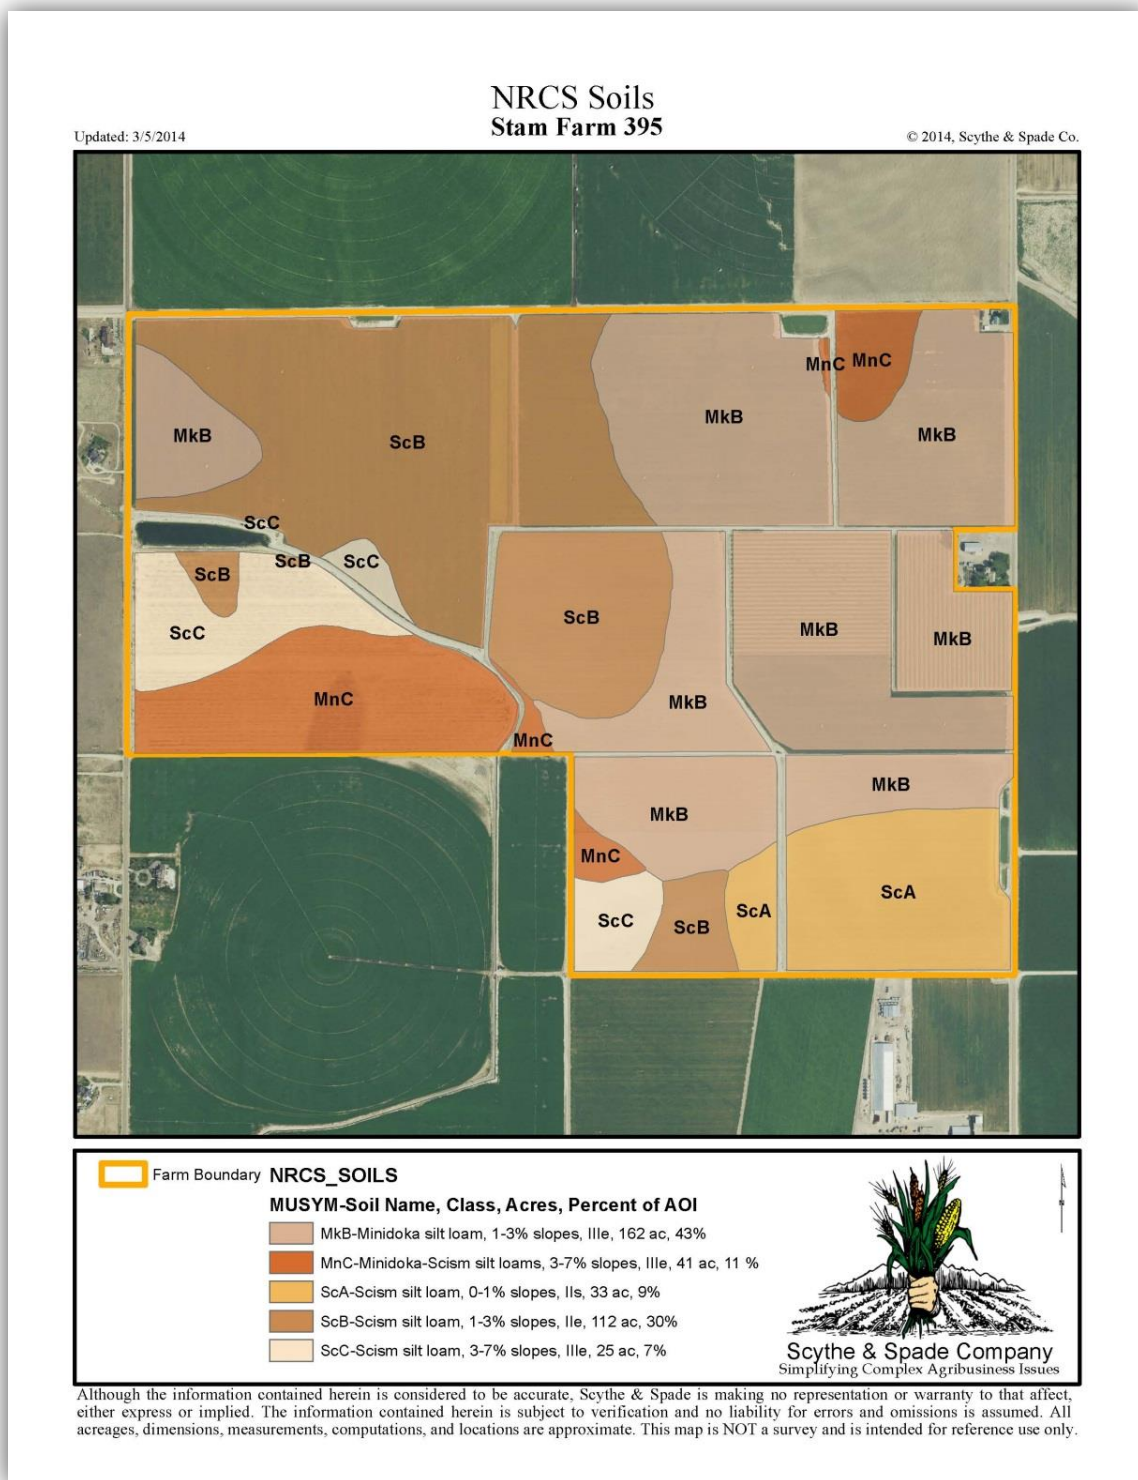 NRCS Soils
Stam Farm 395
Updated: 3/5/2014
© 2014, Scythe & Spade Co.
MnC
MnC
MkB
MkB
MkB
ScB
ScC
ScB
ScC
ScB
ScC
ScB
MkB
MkB
MnC
MkB
MnC
MkB
MkB
MnC
ScA
ScA
ScC
ScB
Farm Boundary
NRCS_SOILS
MUSYM-Soil Name, Class, Acres, Percent of AOI
MkB-Minidoka silt loam, 1-3% slopes, IIIe, 162 ac, 43%
MnC-Minidoka-Scism silt loams, 3-7% slopes, IIIe, 41 ac, 11 %
ScA-Scism silt loam, 0-1% slopes, IIs, 33 ac, 9%
ScB-Scism silt loam, 1-3% slopes, IIe, 112 ac, 30%
ScC-Scism silt loam, 3-7% slopes, IIIe, 25 ac, 7%
Scythe & Spade Company
Simplifying Complex Agribusiness Issues
Although the information contained herein is considered to be accurate, Scythe & Spade is making no representation or warranty to that affect,
either express or implied. The information contained herein is subject to verification and no liability for errors and omissions is assumed. All
acreages, dimensions, measurements, computations, and locations are approximate. This map is NOT a survey and is intended for reference use only.